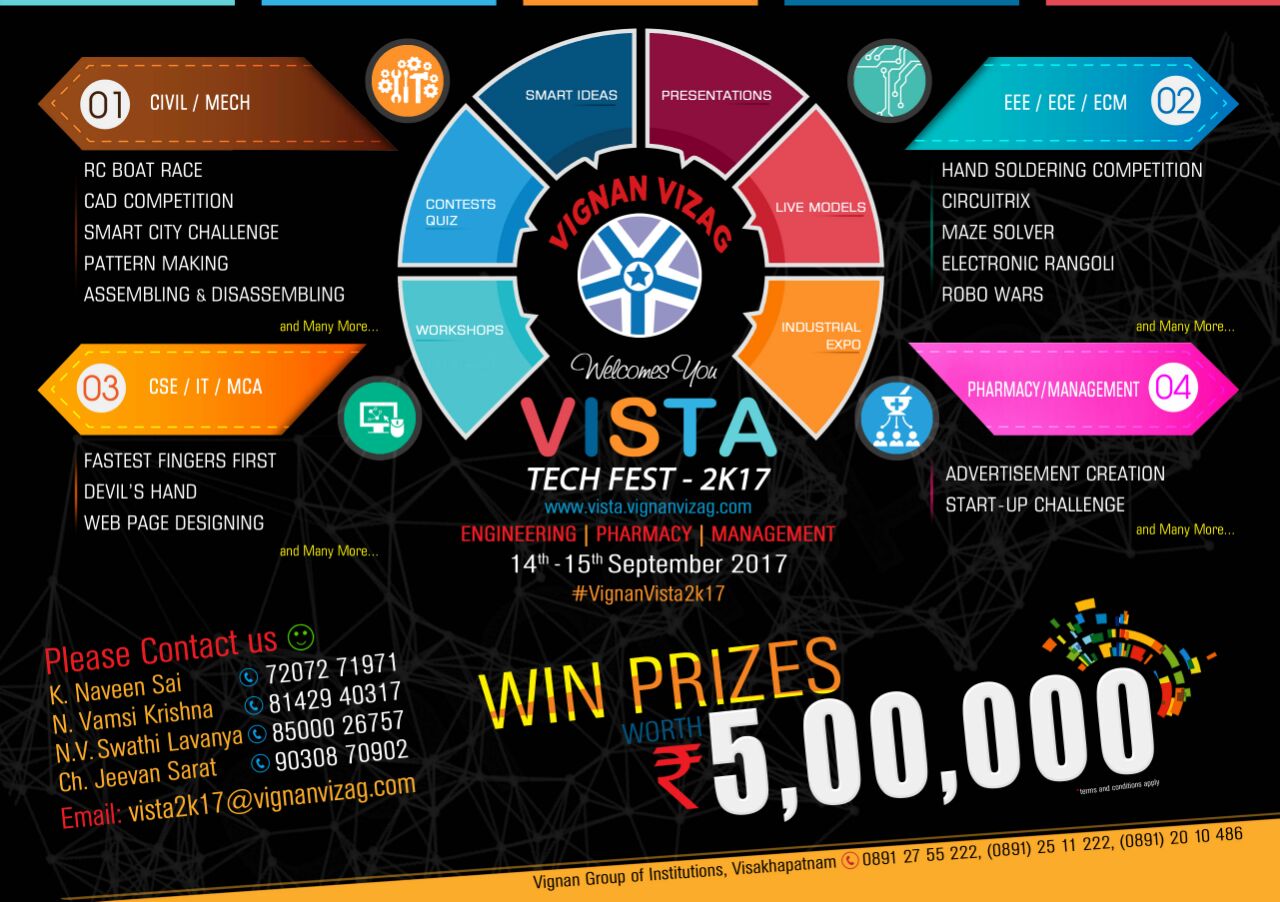 01 CIVIL / MECH
RC BOAT RACE
CAD COMPETITION
SMART CITY CHALLENGE
PATTERN MAKING
ASSEMBLING & DISASSEMBLING
and Many More...
SMART IDEAS
PRESENTATIONS
CONTESTS
QUIZ
LIVE MODELS
WORKSHOPS
INDUSTRIAL
EXPO
VIGNAN VIZAG
Welcomes You
VISTA
TECH FEST - 2K17
www.vista.vignanvizag.com
ENGINEERING | PHARMACY | MANAGEMENT
14th - 15th September 2017
#VignanVista2k17
EEE / ECE / ECM 02
HAND SOLDERING COMPETITION
CIRCUITRIX
MAZE SOLVER
ELECTRONIC RANGOLI
ROBO WARS
and Many More...
03 CSE / IT / MCA
FASTEST FINGERS FIRST
DEVIL'S HAND
WEB PAGE DESIGNING
and Many More...
PHARMACY/MANAGEMENT 04
ADVERTISEMENT CREATION
START-UP CHALLENGE
and Many More...
Please Contact us
K. Naveen Sai 72072 71971
N. Vamsi Krishna 81429 40317
N.V. Swathi Lavanya 85000 26757
Ch. Jeevan Sarat 90308 70902
Email: vista2k17@vignanvizag.com
WIN PRIZES
WORTH
₹ 5,00,000
*terms and conditions apply
Vignan Group of Institutions, Visakhapatnam 0891 27 55 222, (0891) 25 11 222, (0891) 20 10 486